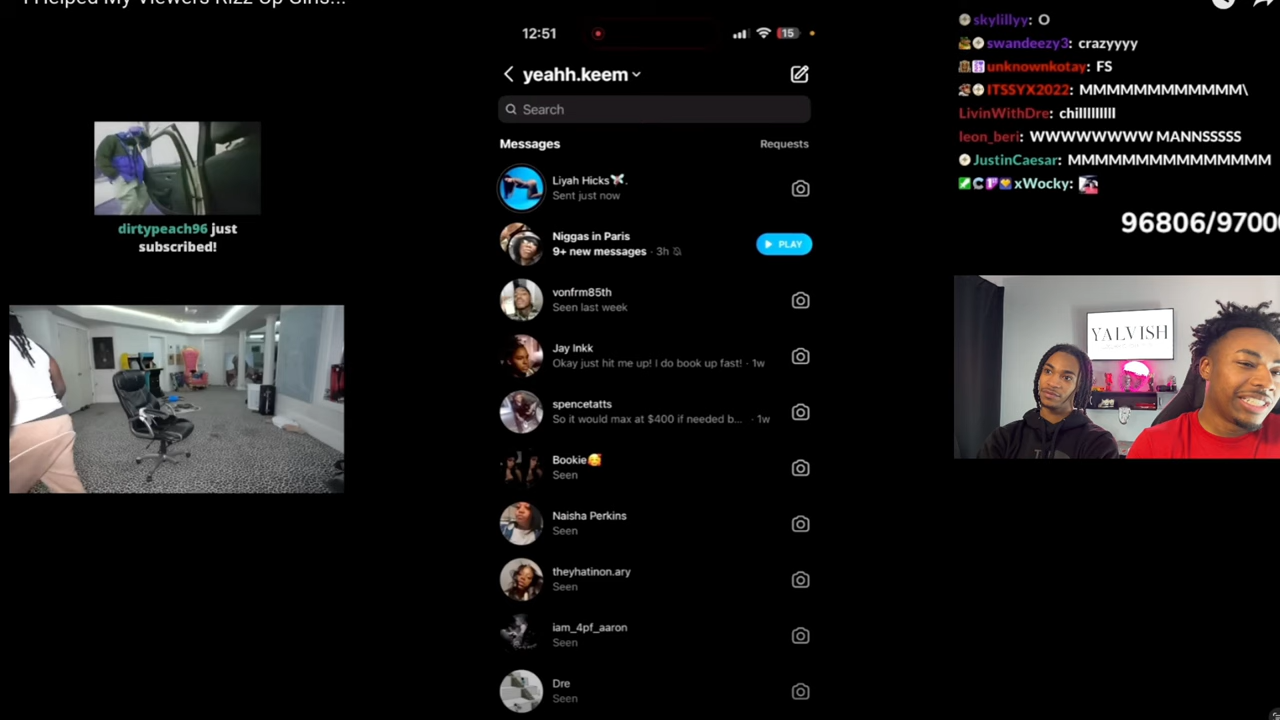 I Helped My Viewers Rizz Up Girls...
12:51
15
yeahh.keem
Search
Messages
Requests
Liyah Hicks
Sent just now
Niggas in Paris
9+ new messages · 3h
PLAY
vonfrm85th
Seen last week
Jay Inkk
Okay just hit me up! I do book up fast! · 1w
spencetatts
So it would max at $400 if needed b... · 1w
Bookie🥰
Seen
Naisha Perkins
Seen
theyhatinon.ary
Seen
iam_4pf_aaron
Seen
Dre
Seen
dirtypeach96 just
subscribed!
skylillyy: O
swandeezy3: crazyyyy
unknownkotay: FS
ITSSYX2022: MMMMMMMMMMMM\
LivinWithDre: chillllllllll
leon_beri: WWWWWWWW MANNSSSSS
JustinCaesar: MMMMMMMMMMMMMMM
xWocky:
96806/9700
YALVISH